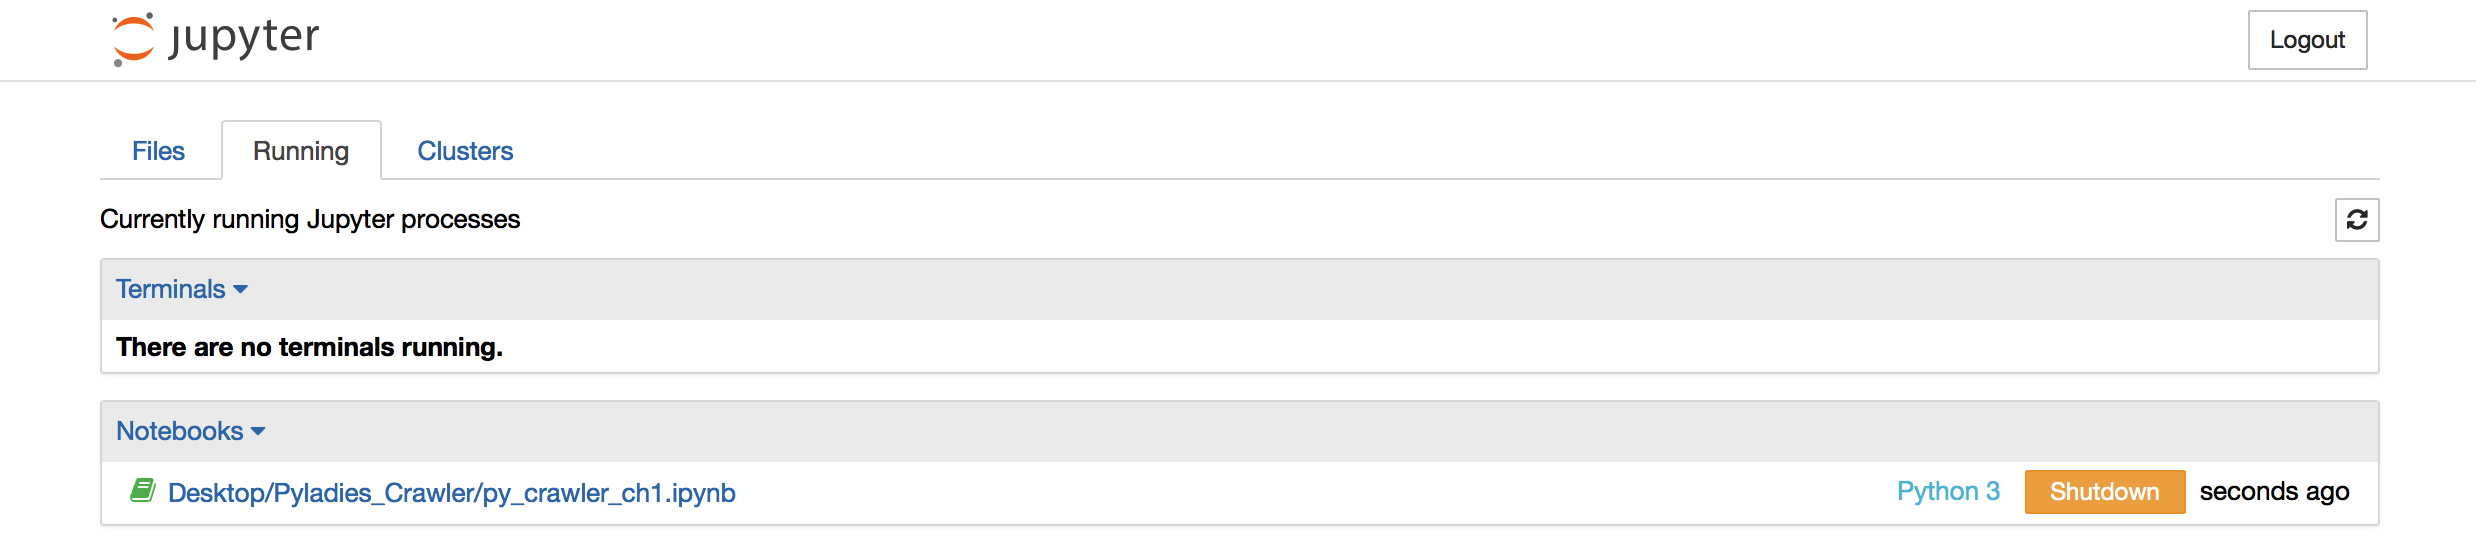 jupyter
Logout
Files Running Clusters
Currently running Jupyter processes
Terminals
There are no terminals running.
Notebooks
Desktop/Pyladies_Crawler/py_crawler_ch1.ipynb Python 3 Shutdown seconds ago